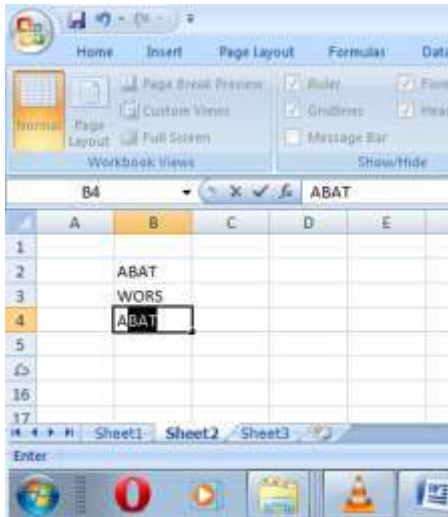 Home Insert Page Layout Formulas Data
Normal
Page Layout
Page Break Preview
Custom Views
Full Screen
Workbook Views
Ruler
Gridlines
Message Bar
Show/Hide
B4 fx ABAT
A B C D E
1
2 ABAT
3 WORS
4 ABAT
5
16
17
Sheet1 Sheet2 Sheet3
Enter